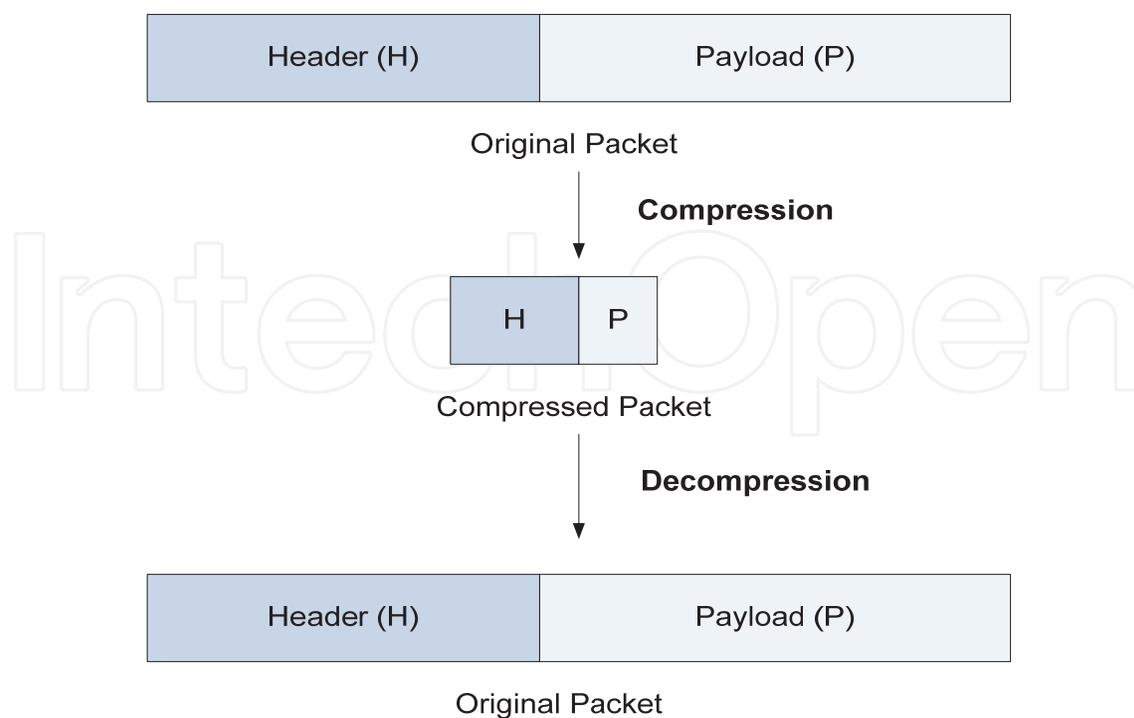 Header (H) Payload (P)
Original Packet
Compression
IntechOpen
H P
Compressed Packet
Decompression
Header (H) Payload (P)
Original Packet